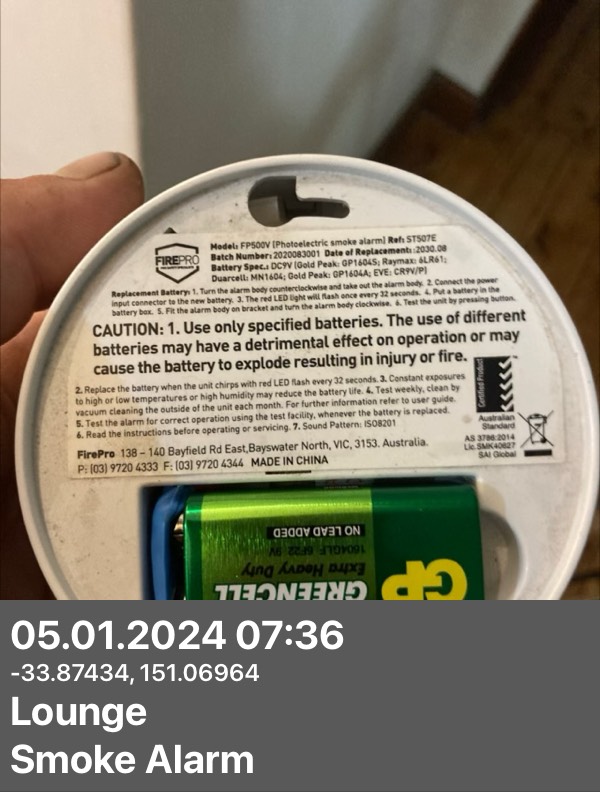 FIREPRO
Model: FP500V (Photoelectric smoke alarm) Ref: ST507E
Batch Number: 2020083001 Date of Replacement: 2030.08
Battery Spec.: DC9V (Gold Peak: GP1604S; Raymax: 6LR61;
Duarcell: MN1604; Gold Peak: GP1604A; EVE: CR9V/P)
Replacement Battery: 1. Turn the alarm body counterclockwise and take out the alarm body. 2. Connect the power
input connector to the new battery. 3. The red LED light will flash once every 32 seconds. 4. Put a battery in the
battery box. 5. Fit the alarm body on bracket and turn the alarm body clockwise. 6. Test the unit by pressing button.
CAUTION: 1. Use only specified batteries. The use of different
batteries may have a detrimental effect on operation or may
cause the battery to explode resulting in injury or fire.
2. Replace the battery when the unit chirps with red LED flash every 32 seconds. 3. Constant exposures
to high or low temperatures or high humidity may reduce the battery life. 4. Test weekly, clean by
vacuum cleaning the outside of the unit each month. For further information refer to user guide.
5. Test the alarm for correct operation using the test facility, whenever the battery is replaced.
6. Read the instructions before operating or servicing. 7. Sound Pattern: ISO8201
Certified Product
Australian
Standard
AS 3786:2014
Lic.SMK40627
SAI Global
FirePro 138 - 140 Bayfield Rd East,Bayswater North, VIC, 3153. Australia.
P: (03) 9720 4333 F: (03) 9720 4344 MADE IN CHINA
NO LEAD ADDED
1604GLF 6F22 9V
Extra Heavy Duty
GREENCELL
GP
05.01.2024 07:36
-33.87434, 151.06964
Lounge
Smoke Alarm